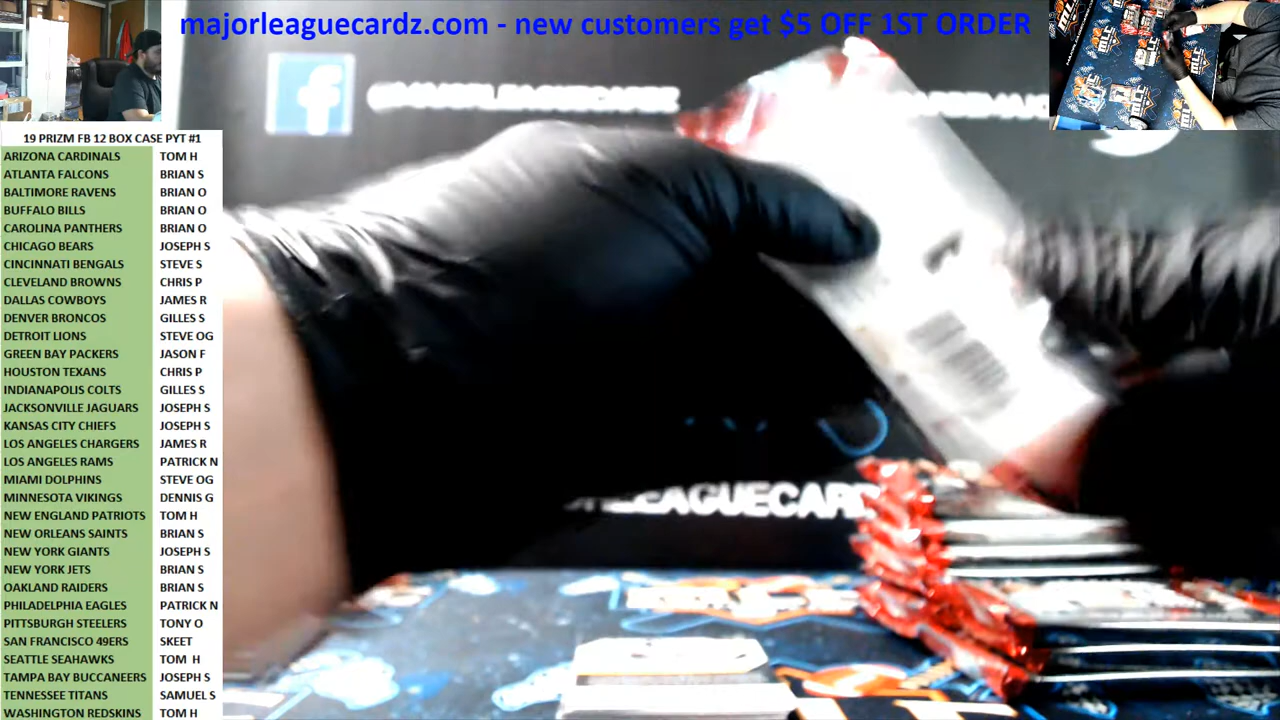 majorleaguecardz.com - new customers get $5 OFF 1ST ORDER
19 PRIZM FB 12 BOX CASE PYT #1
ARIZONA CARDINALS TOM H
ATLANTA FALCONS BRIAN S
BALTIMORE RAVENS BRIAN O
BUFFALO BILLS BRIAN O
CAROLINA PANTHERS BRIAN O
CHICAGO BEARS JOSEPH S
CINCINNATI BENGALS STEVE S
CLEVELAND BROWNS CHRIS P
DALLAS COWBOYS JAMES R
DENVER BRONCOS GILLES S
DETROIT LIONS STEVE OG
GREEN BAY PACKERS JASON F
HOUSTON TEXANS CHRIS P
INDIANAPOLIS COLTS GILLES S
JACKSONVILLE JAGUARS JOSEPH S
KANSAS CITY CHIEFS JOSEPH S
LOS ANGELES CHARGERS JAMES R
LOS ANGELES RAMS PATRICK N
MIAMI DOLPHINS STEVE OG
MINNESOTA VIKINGS DENNIS G
NEW ENGLAND PATRIOTS TOM H
NEW ORLEANS SAINTS BRIAN S
NEW YORK GIANTS JOSEPH S
NEW YORK JETS BRIAN S
OAKLAND RAIDERS BRIAN S
PHILADELPHIA EAGLES PATRICK N
PITTSBURGH STEELERS TONY O
SAN FRANCISCO 49ERS SKEET
SEATTLE SEAHAWKS TOM H
TAMPA BAY BUCCANEERS JOSEPH S
TENNESSEE TITANS SAMUEL S
WASHINGTON REDSKINS TOM H
f @MAJORLEAGUECARDZ
LEAGUECARD